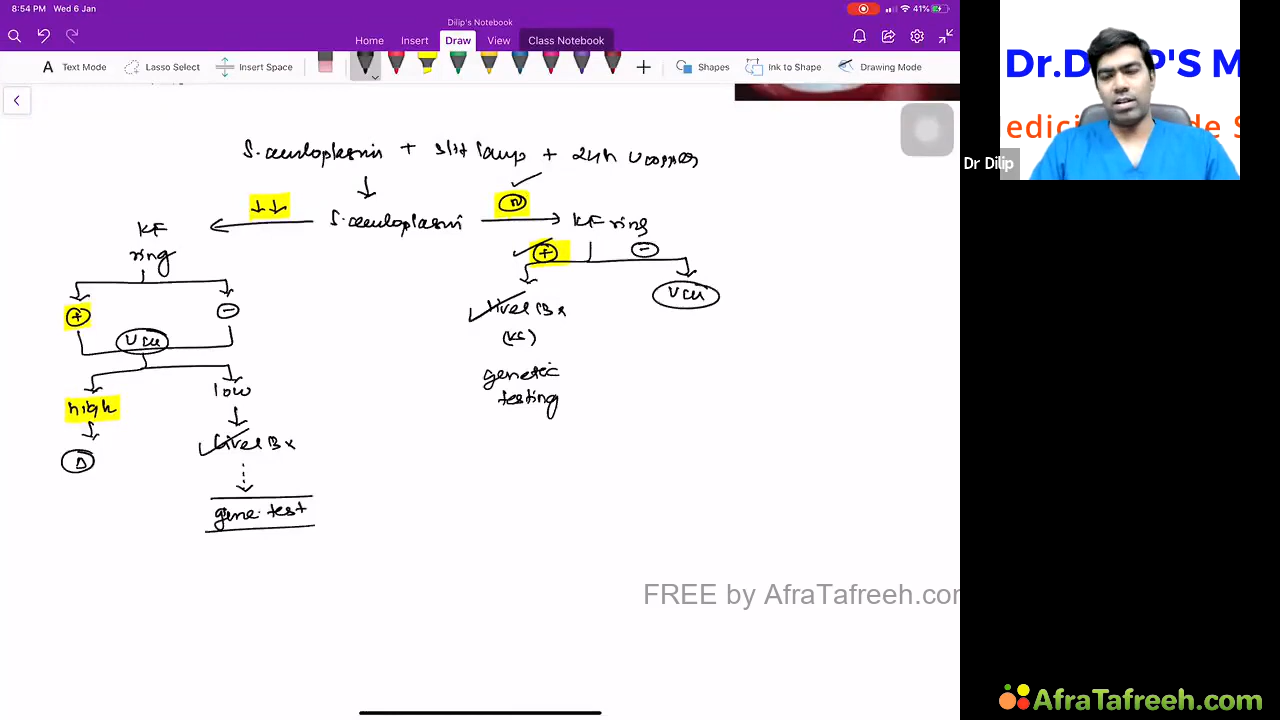 8:54 PM Wed 6 Jan
41%
Dilip's Notebook
Home Insert Draw View Class Notebook
Text Mode Lasso Select Insert Space Shapes Ink to Shape Drawing Mode
Dr.D P'S M
edici de S
Dr Dilip
S. ceruloplasmin + slit lamp + 24h U copper
↓↓ S. ceruloplasmin N
KF ring
KF ring
+ -
+ -
U cu
Liver Bx
U cu
(KF)
high low
genetic testing
D
Liver Bx
gene. test
FREE by AfraTafreeh.com
AfraTafreeh.com